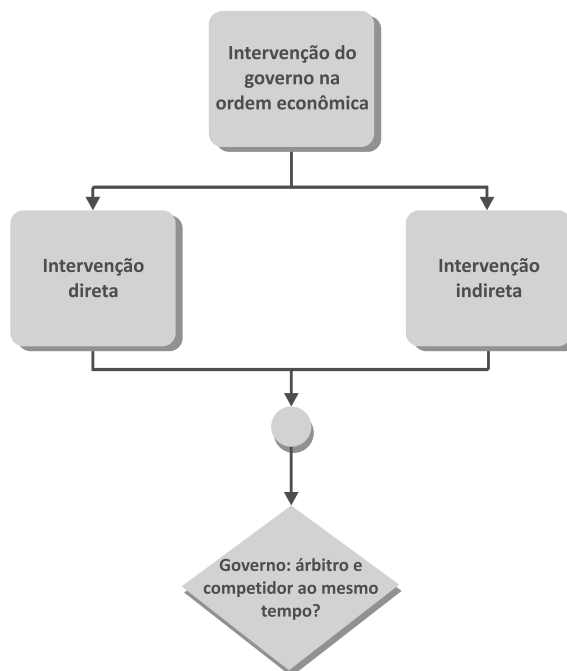 Intervenção do
governo na
ordem econômica
Intervenção
direta
Intervenção
indireta
Governo: árbitro e
competidor ao mesmo
tempo?